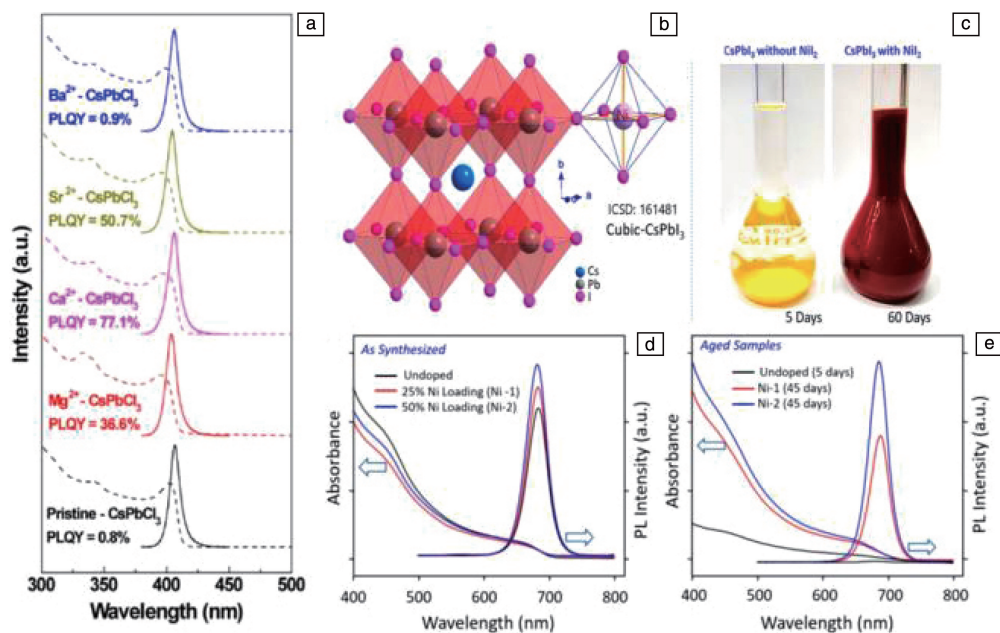 a
Ba²⁺ - CsPbCl₃
PLQY = 0.9%
Sr²⁺ - CsPbCl₃
PLQY = 50.7%
Ca²⁺ - CsPbCl₃
PLQY = 77.1%
Mg²⁺ - CsPbCl₃
PLQY = 36.6%
Pristine - CsPbCl₃
PLQY = 0.8%
Intensity (a.u.)
300 350 400 450 500
Wavelength (nm)
b
b
a
ICSD: 161481
Cubic-CsPbI₃
Cs
Pb
I
c
CsPbI₃ without NiI₂
CsPbI₃ with NiI₂
5 Days
60 Days
d
As Synthesized
Undoped
25% Ni Loading (Ni -1)
50% Ni Loading (Ni-2)
Absorbance
PL Intensity (a.u.)
400 500 600 700 800
Wavelength (nm)
e
Aged Samples
Undoped (5 days)
Ni-1 (45 days)
Ni-2 (45 days)
Absorbance
PL Intensity (a.u.)
400 500 600 700 800
Wavelength (nm)